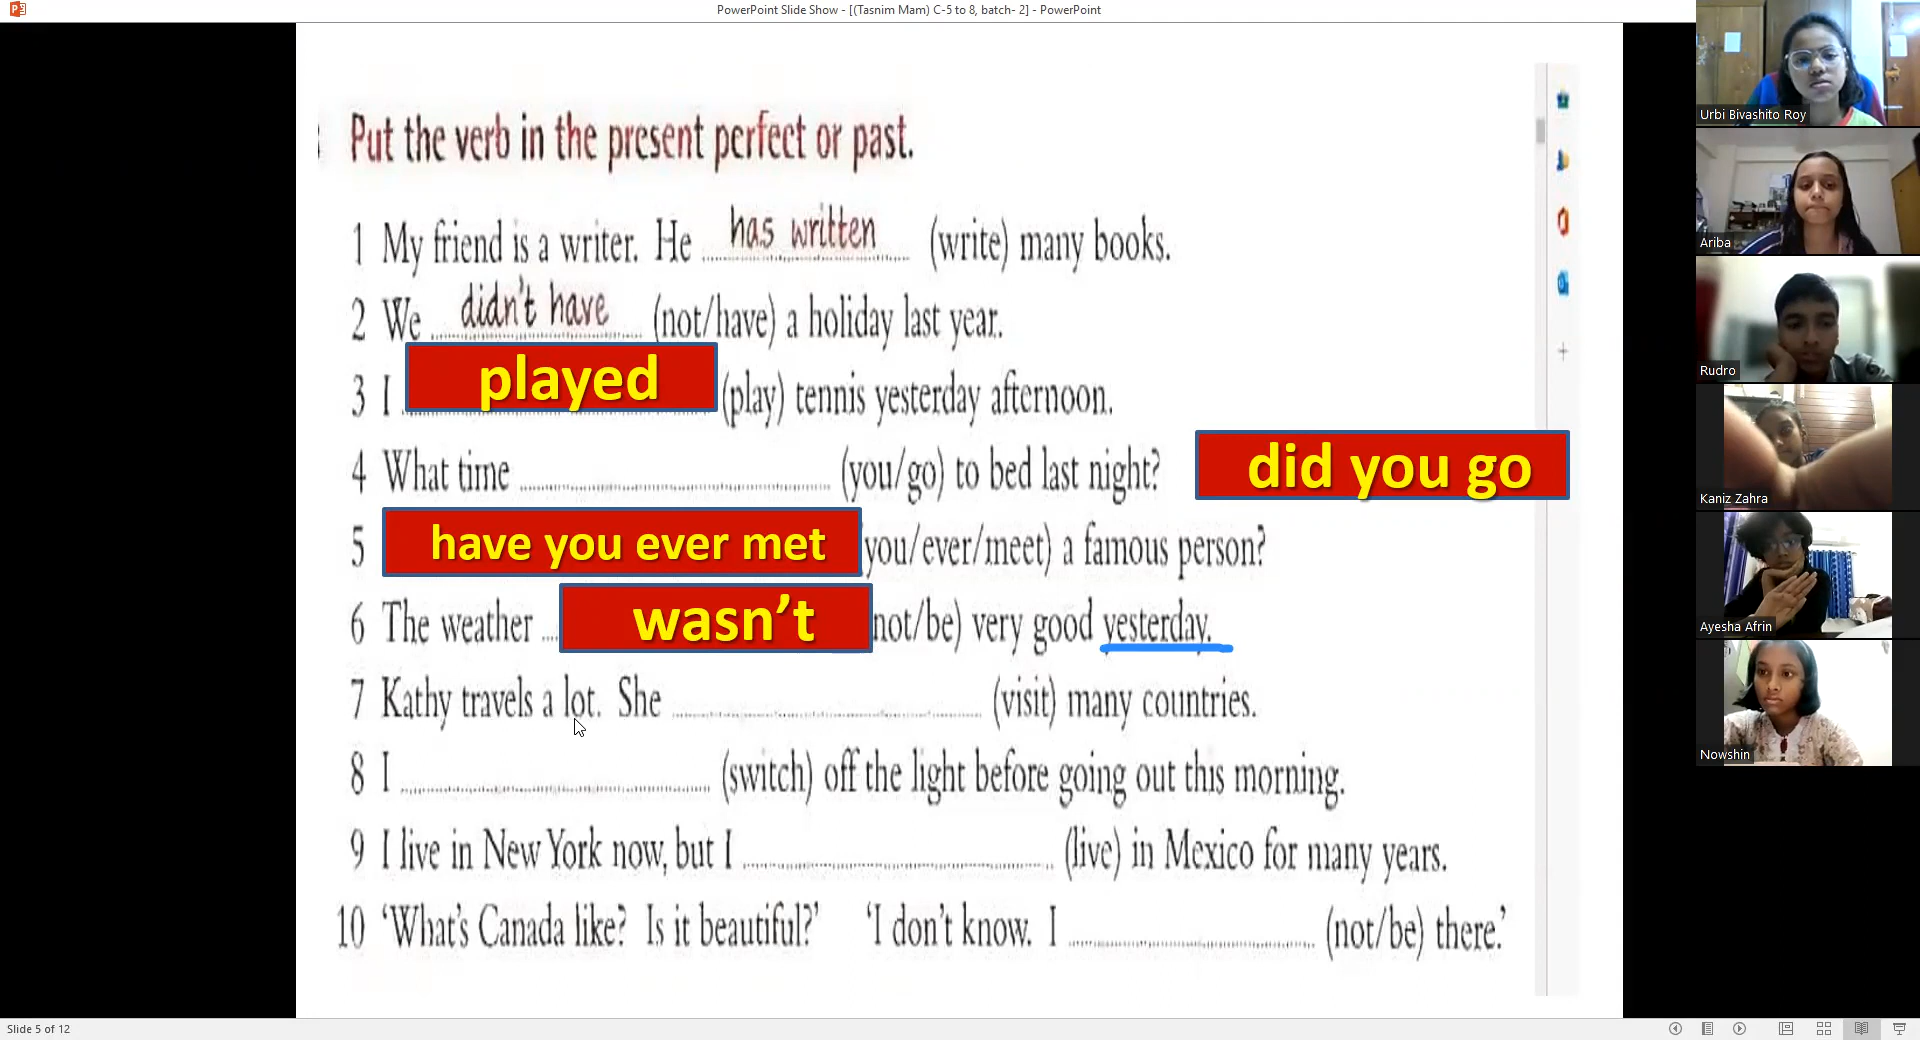 PowerPoint Slide Show - [(Tasnim Mam) C-5 to 8, batch- 2] - PowerPoint
Put the verb in the present perfect or past.
1 My friend is a writer. He has written (write) many books.
2 We didn't have (not/have) a holiday last year.
3 I played (play) tennis yesterday afternoon.
4 What time (you/go) to bed last night? did you go
5 have you ever met you/ever/meet) a famous person?
6 The weather wasn't not/be) very good yesterday.
7 Kathy travels a lot. She (visit) many countries.
8 I (switch) off the light before going out this morning.
9 I live in New York now, but I (live) in Mexico for many years.
10 'What's Canada like? Is it beautiful?' 'I don't know. I (not/be) there.'
Urbi Bivashito Roy
Ariba
Rudro
Kaniz Zahra
Ayesha Afrin
Nowshin
Slide 5 of 12